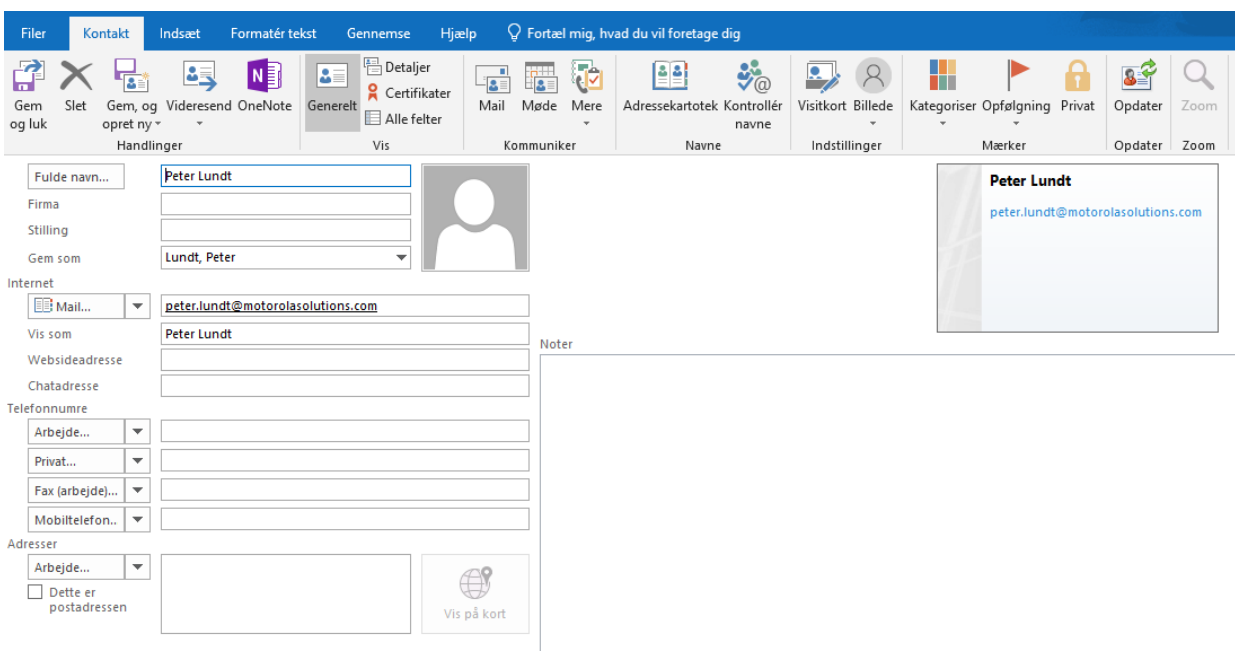 Filer Kontakt Indsæt Formatér tekst Gennemse Hjælp Fortæl mig, hvad du vil foretage dig
Gem og luk
Slet
Gem, og opret ny
Videresend
OneNote
Handlinger
Generelt
Detaljer
Certifikater
Alle felter
Vis
Mail
Møde
Mere
Kommuniker
Adressekartotek
Kontrollér navne
Navne
Visitkort
Billede
Indstillinger
Kategoriser
Opfølgning
Privat
Mærker
Opdater
Opdater
Zoom
Zoom
Fulde navn... Peter Lundt
Firma
Stilling
Gem som Lundt, Peter
Internet
Mail... peter.lundt@motorolasolutions.com
Vis som Peter Lundt
Websideadresse
Chatadresse
Telefonnumre
Arbejde...
Privat...
Fax (arbejde)...
Mobiltelefon..
Adresser
Arbejde...
Dette er
postadressen
Vis på kort
Peter Lundt
peter.lundt@motorolasolutions.com
Noter